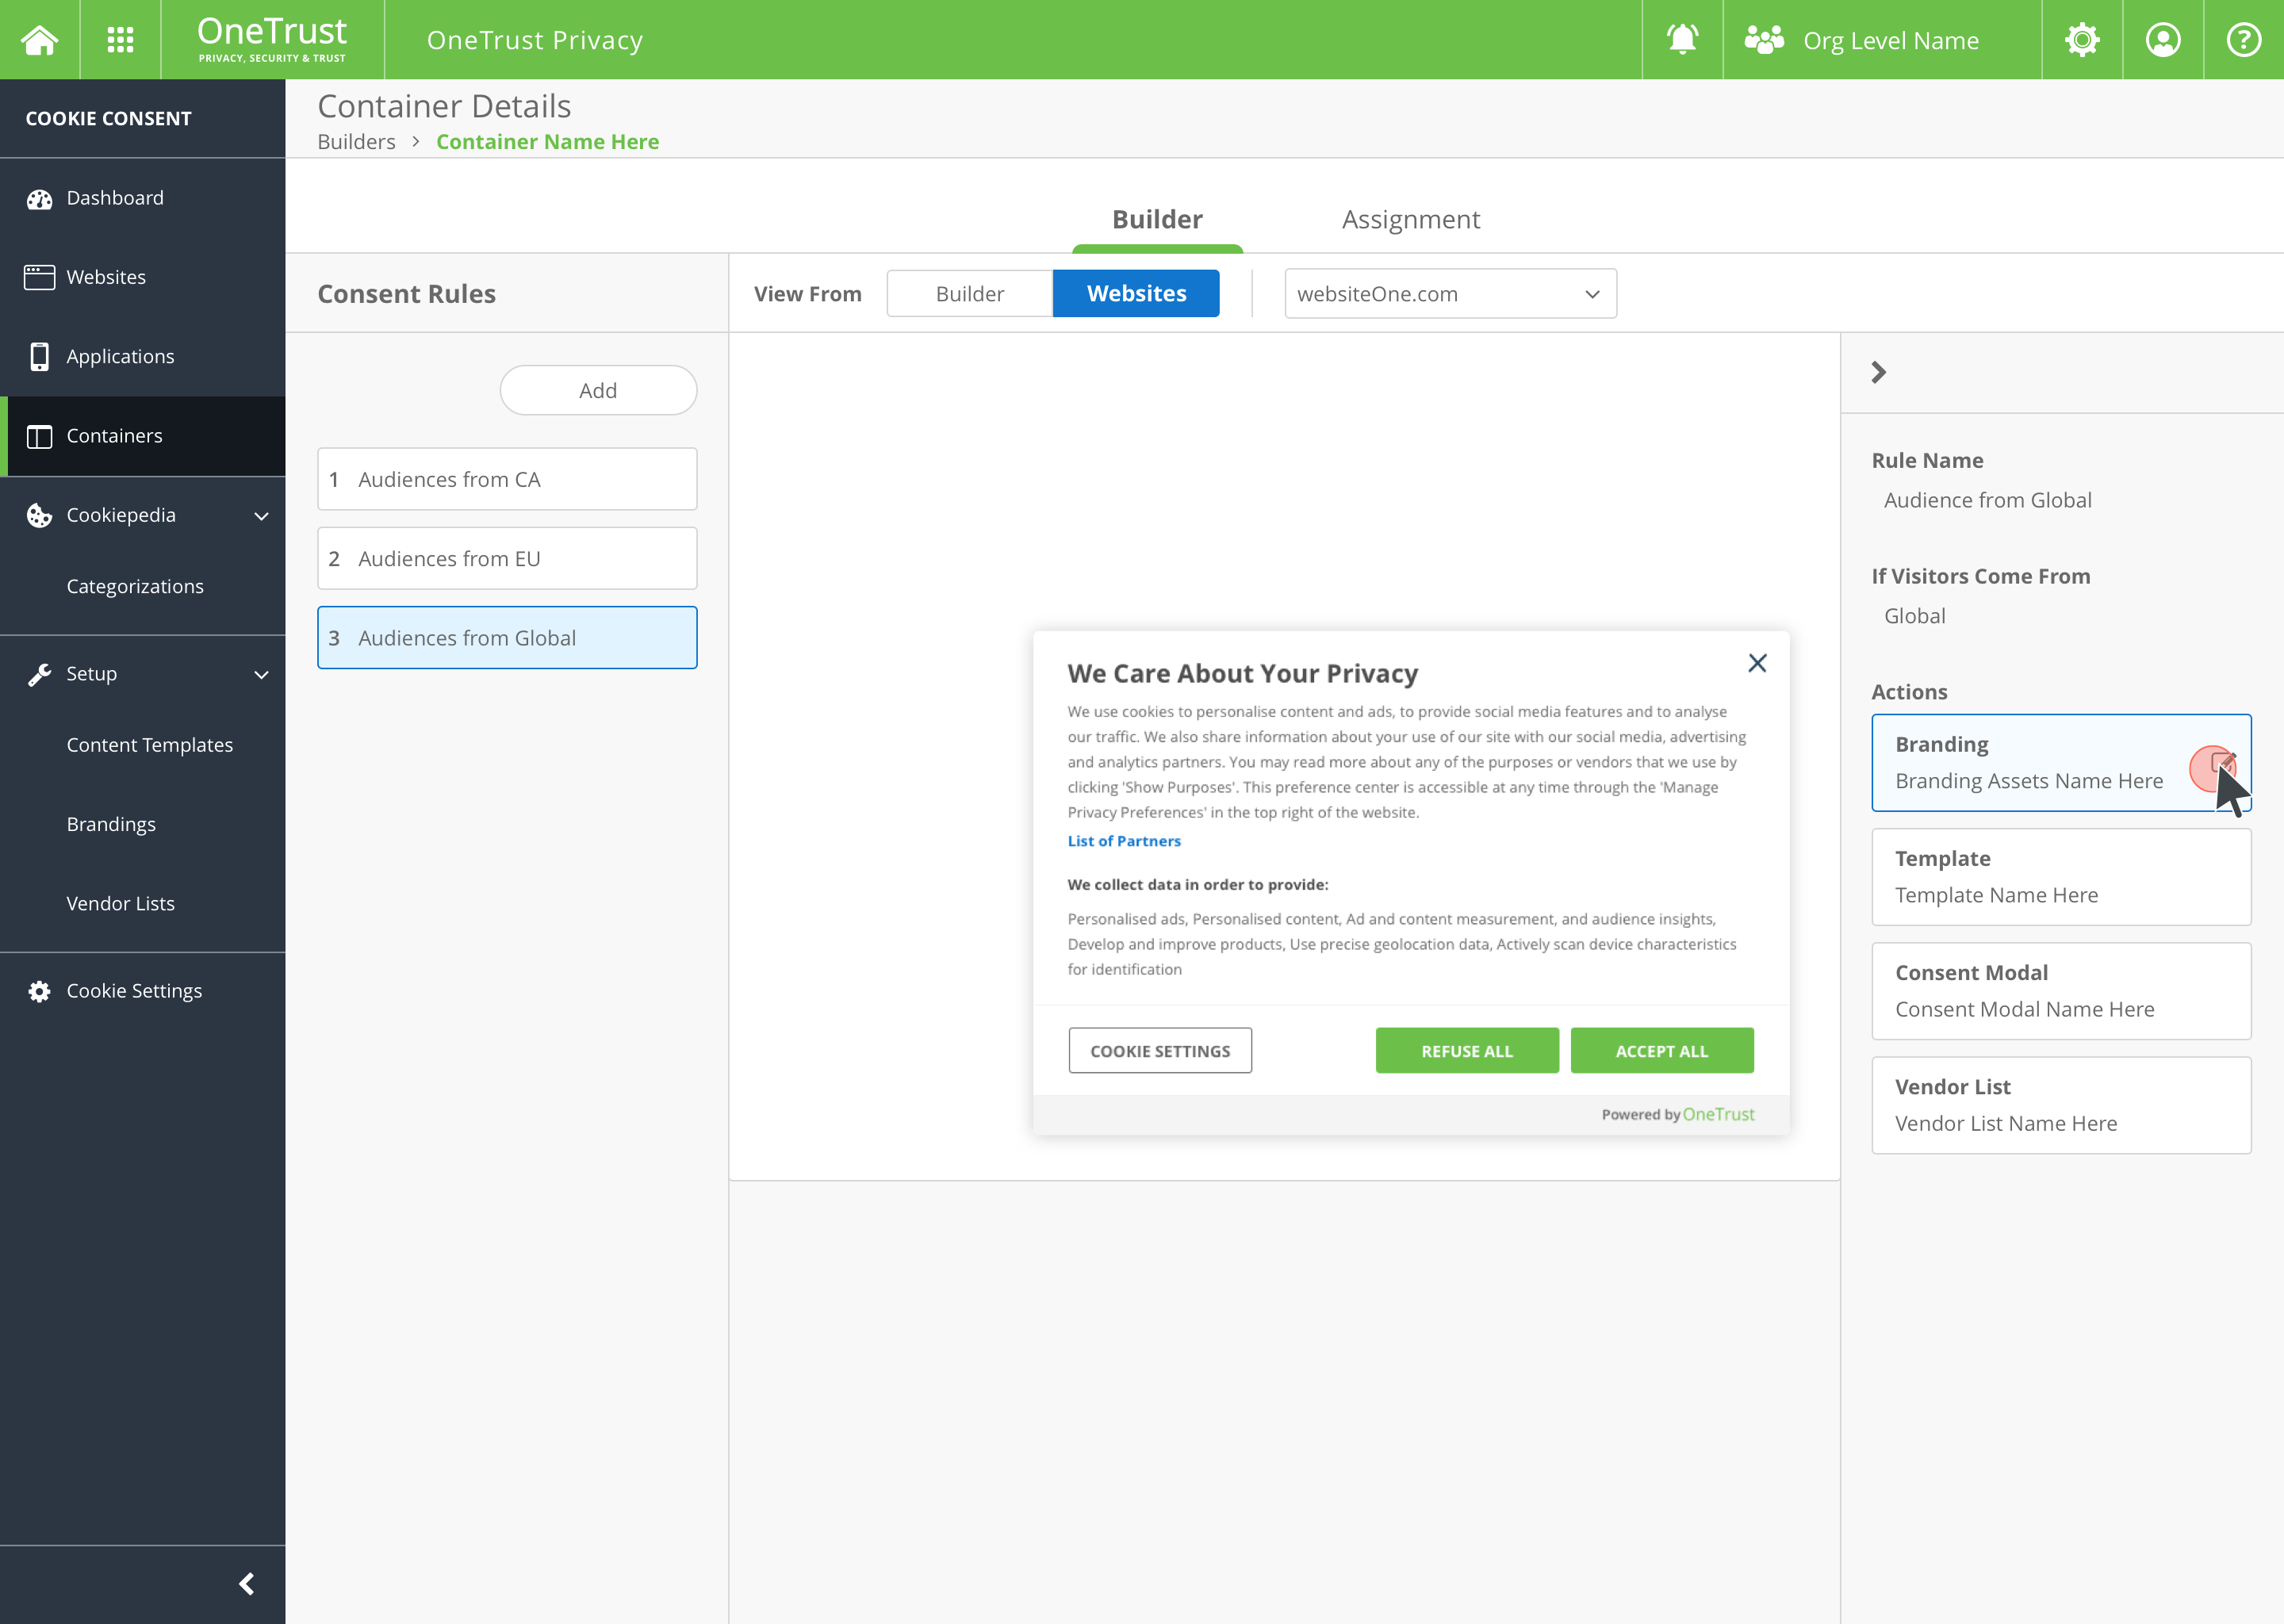 OneTrust
PRIVACY, SECURITY & TRUST
OneTrust Privacy
Org Level Name
?
COOKIE CONSENT
Dashboard
Websites
Applications
Containers
Cookiepedia
Categorizations
Setup
Content Templates
Brandings
Vendor Lists
Cookie Settings
Container Details
Builders > Container Name Here
Builder
Assignment
Consent Rules
Add
1 Audiences from CA
2 Audiences from EU
3 Audiences from Global
View From
Builder
Websites
websiteOne.com
We Care About Your Privacy
We use cookies to personalise content and ads, to provide social media features and to analyse
our traffic. We also share information about your use of our site with our social media, advertising
and analytics partners. You may read more about any of the purposes or vendors that we use by
clicking 'Show Purposes'. This preference center is accessible at any time through the 'Manage
Privacy Preferences' in the top right of the website.
List of Partners
We collect data in order to provide:
Personalised ads, Personalised content, Ad and content measurement, and audience insights,
Develop and improve products, Use precise geolocation data, Actively scan device characteristics
for identification
COOKIE SETTINGS
REFUSE ALL
ACCEPT ALL
Powered by OneTrust
Rule Name
Audience from Global
If Visitors Come From
Global
Actions
Branding
Branding Assets Name Here
Template
Template Name Here
Consent Modal
Consent Modal Name Here
Vendor List
Vendor List Name Here